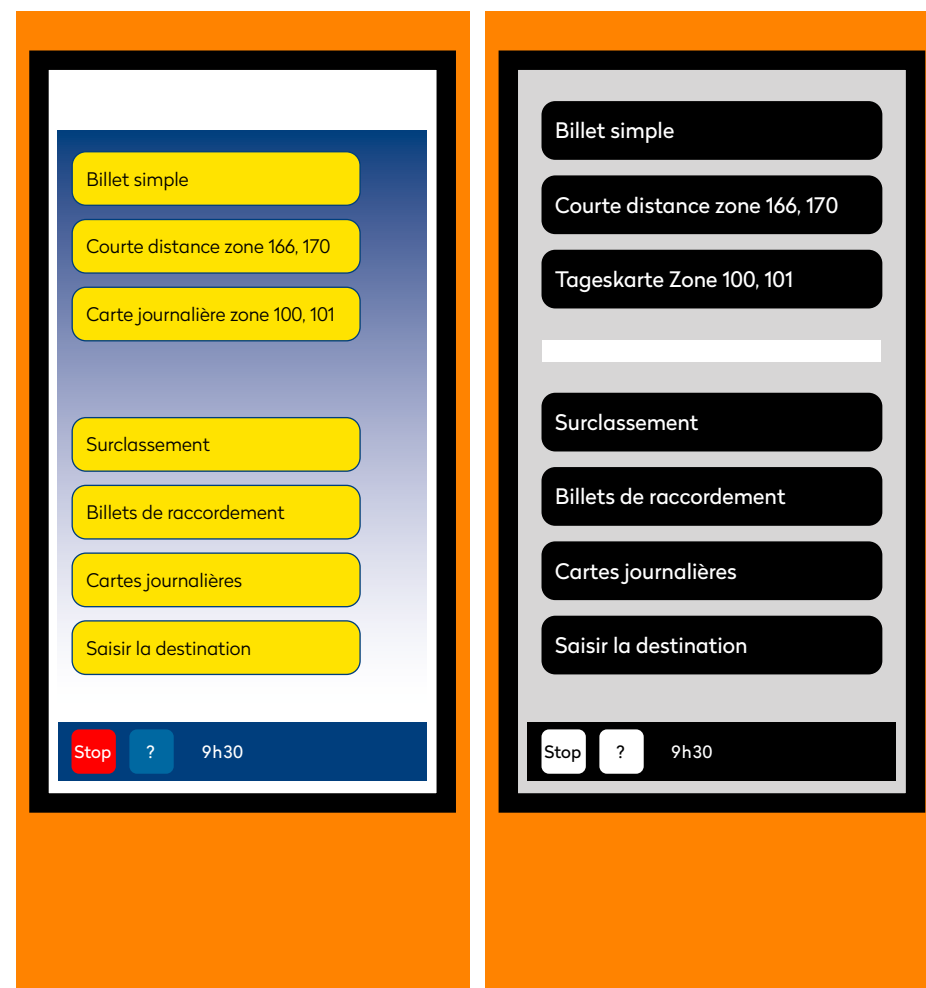 Billet simple
Courte distance zone 166, 170
Carte journalière zone 100, 101
Surclassement
Billets de raccordement
Cartes journalières
Saisir la destination
Stop ? 9h30
Billet simple
Courte distance zone 166, 170
Tageskarte Zone 100, 101
Surclassement
Billets de raccordement
Cartes journalières
Saisir la destination
Stop ? 9h30